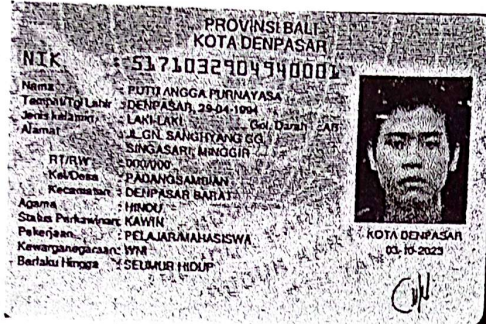 PROVINSI BALI
KOTA DENPASAR
NIK : 5171032904940001
Nama : PUTU ANGGA PURNAYASA
Tempat/Tgl Lahir : DENPASAR, 29-04-1994
Jenis kelamin : LAKI-LAKI Gol. Darah
Alamat : JL.GN. SANGHYANG GG.
SINGASARI, MINGGIR
RT/RW : 000/000
Kel/Desa : PADANGSAMBIAN
Kecamatan : DENPASAR BARAT
Agama : HINDU
Status Perkawinan: KAWIN
Pekerjaan : PELAJAR/MAHASISWA
Kewarganegaraan: WNI
Berlaku Hingga : SEUMUR HIDUP
KOTA DENPASAR
03-10-2023